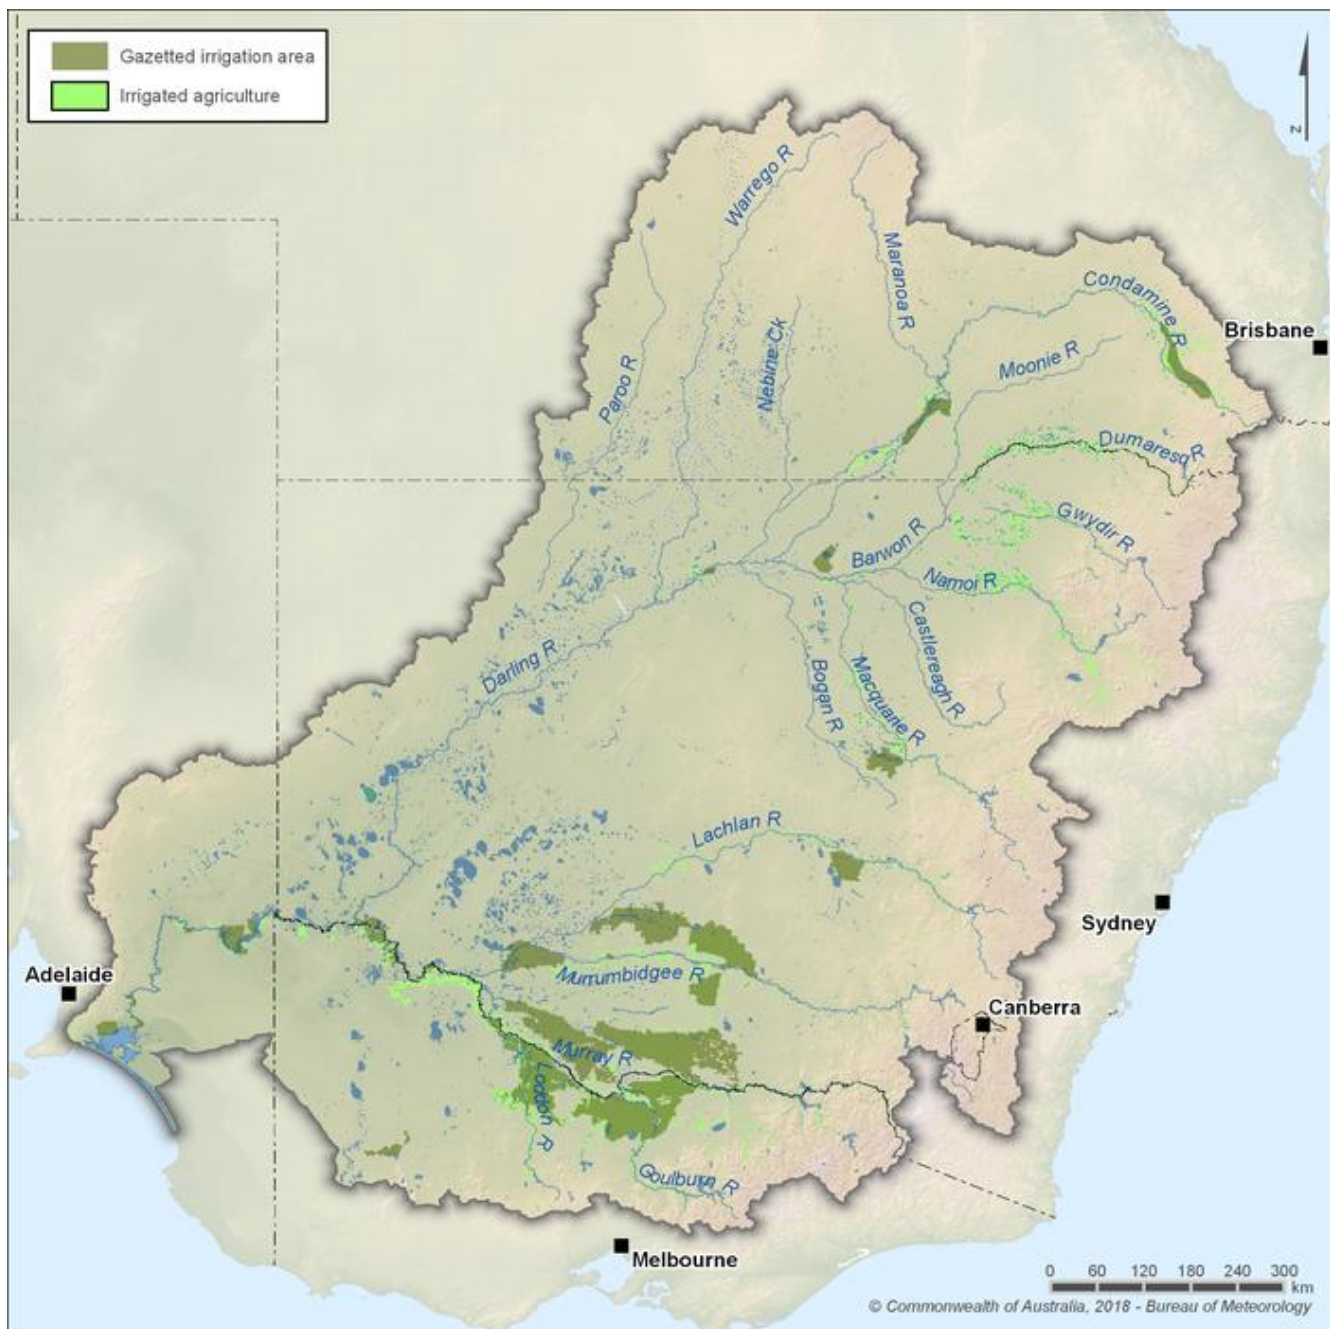 Gazetted irrigation area
Irrigated agriculture
N
Warrego R
Maranoa R
Condamine R
Brisbane
Nebine Ck
Moonie R
Paroo R
Dumaresq R
Gwydir R
Barwon R
Namoi R
Castlereagh R
Darling R
Bogan R
Macquarie R
Lachlan R
Sydney
Adelaide
Murrumbidgee R
Canberra
Murray R
Loddon R
Goulburn R
Melbourne
0 60 120 180 240 300
km
© Commonwealth of Australia, 2018 - Bureau of Meteorology